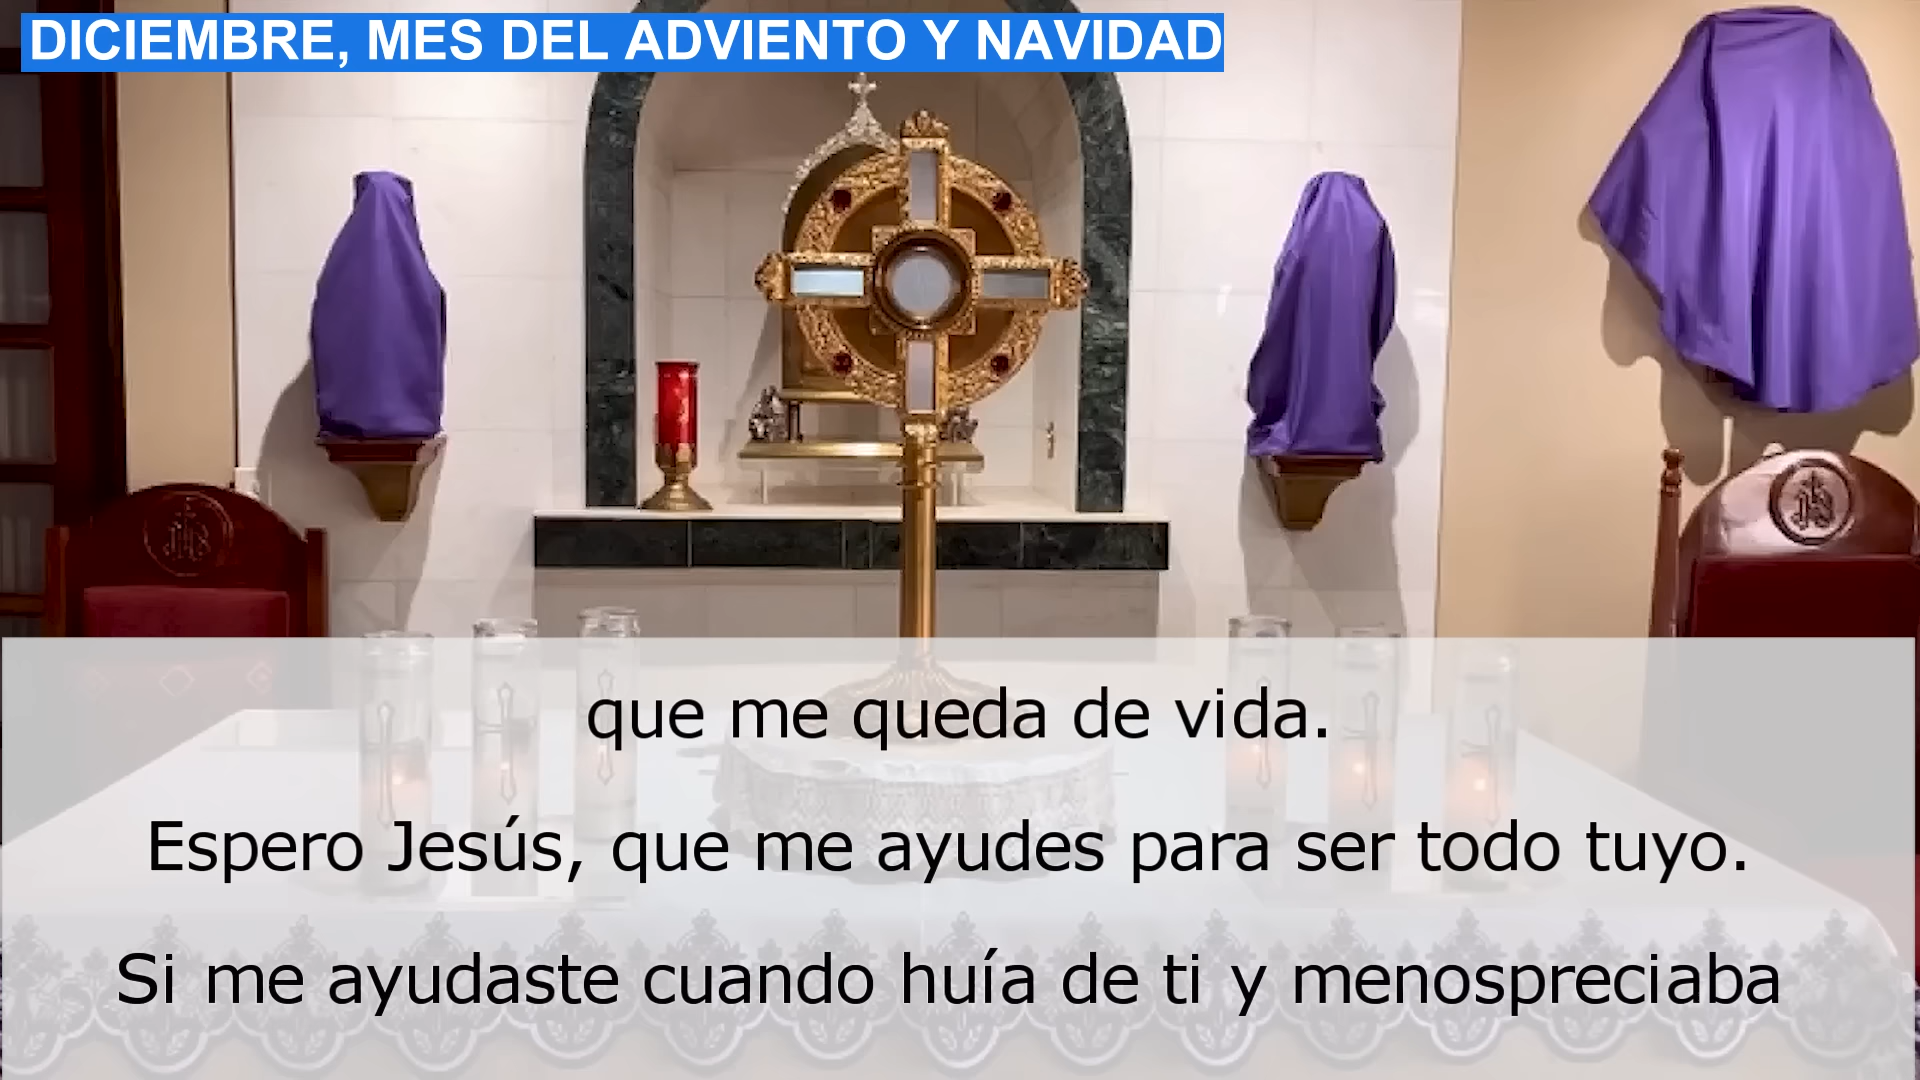 DICIEMBRE, MES DEL ADVIENTO Y NAVIDAD
que me queda de vida.
Espero Jesús, que me ayudes para ser todo tuyo.
Si me ayudaste cuando huía de ti y menospreciaba